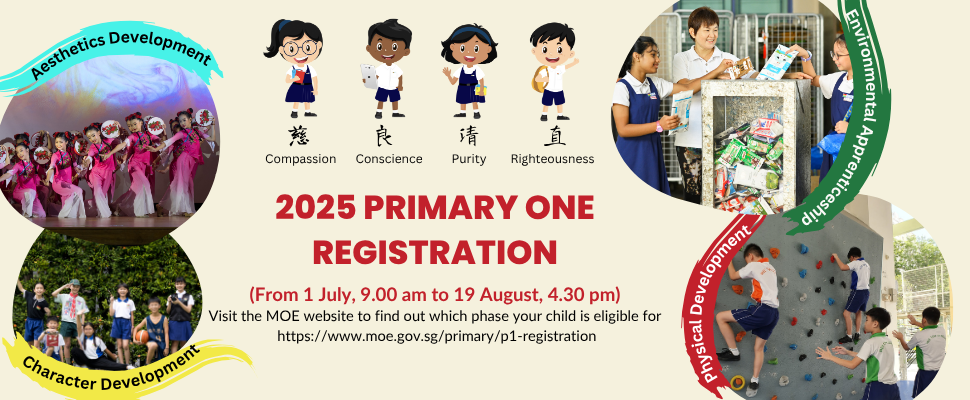 Aesthetics Development
慈
良
清
直
Compassion
Conscience
Purity
Righteousness
2025 PRIMARY ONE
REGISTRATION
(From 1 July, 9.00 am to 19 August, 4.30 pm)
Visit the MOE website to find out which phase your child is eligible for
https://www.moe.gov.sg/primary/p1-registration
Environmental Apprenticeship
Character Development
Physical Development